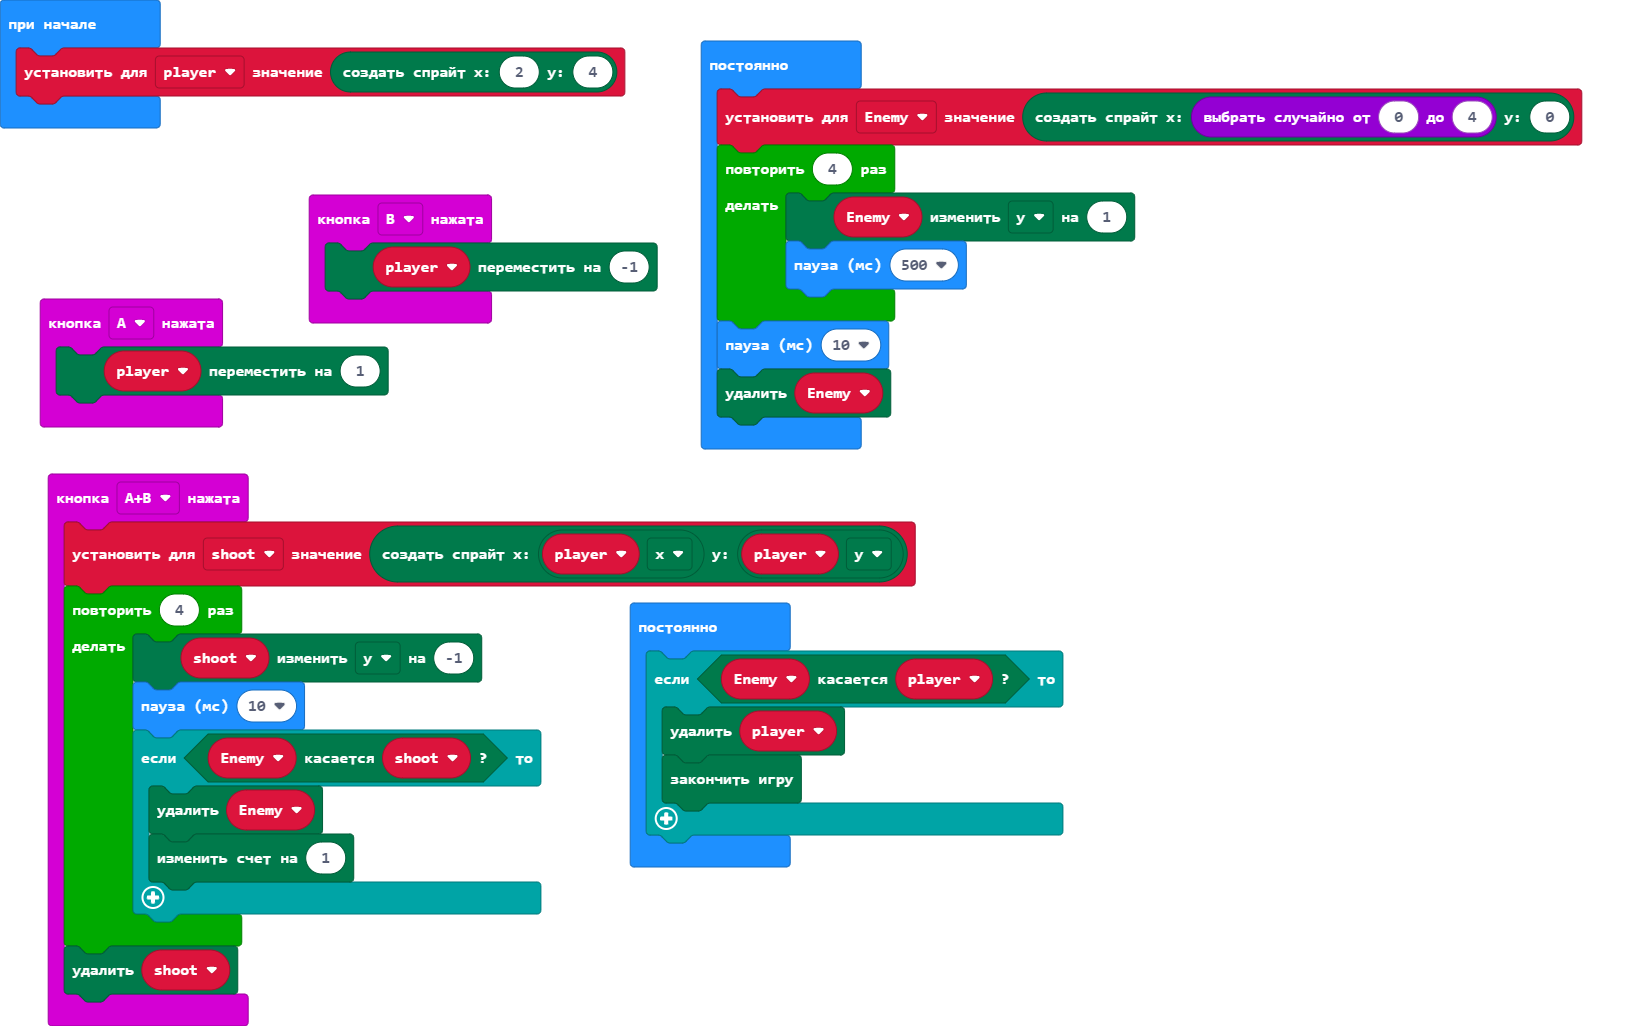 при начале
установить для player значение создать спрайт x: 2 y: 4
кнопка B нажата
player переместить на -1
кнопка A нажата
player переместить на 1
постоянно
установить для Enemy значение создать спрайт x: выбрать случайно от 0 до 4 y: 0
повторить 4 раз
делать Enemy изменить y на 1
пауза (мс) 500
пауза (мс) 10
удалить Enemy
кнопка A+B нажата
установить для shoot значение создать спрайт x: player x y: player y
повторить 4 раз
делать shoot изменить y на -1
пауза (мс) 10
если Enemy касается shoot ? то
удалить Enemy
изменить счет на 1
удалить shoot
постоянно
если Enemy касается player ? то
удалить player
закончить игру